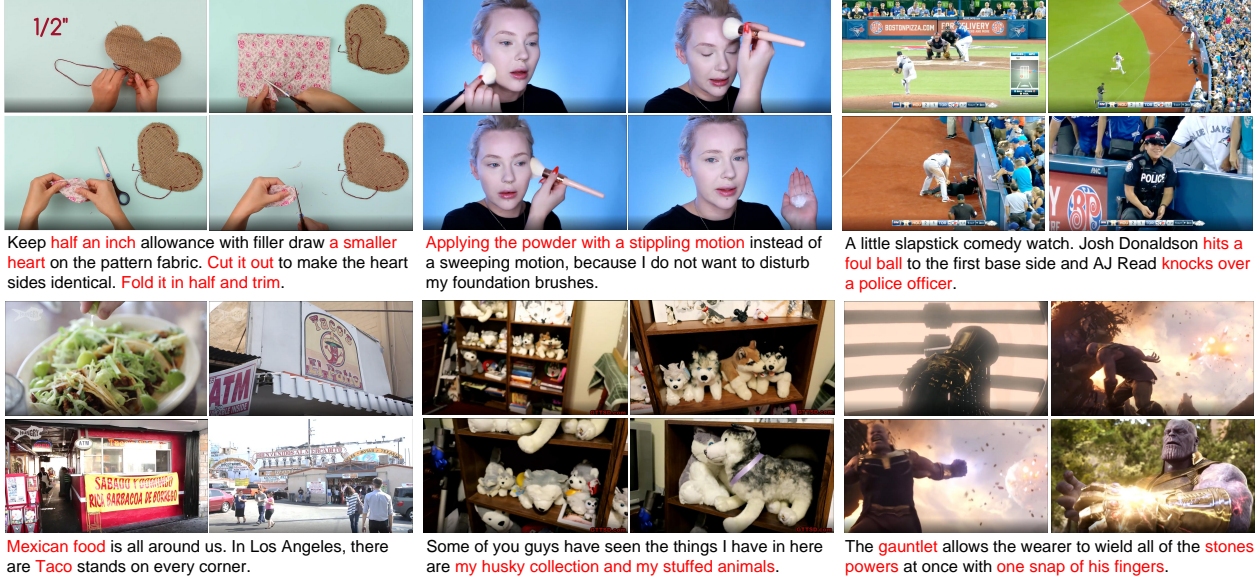 1/2"
BOSTONPIZZA.COM
DELIVERY
BLUE JAYS
POLICE
BP
Keep half an inch allowance with filler draw a smaller
heart on the pattern fabric. Cut it out to make the heart
sides identical. Fold it in half and trim.
Applying the powder with a stippling motion instead of
a sweeping motion, because I do not want to disturb
my foundation brushes.
A little slapstick comedy watch. Josh Donaldson hits a
foul ball to the first base side and AJ Read knocks over
a police officer.
ATM
ATM
SABADO Y DOMINGO
RICA BARBACOA DE BORREGO
Mexican food is all around us. In Los Angeles, there
are Taco stands on every corner.
Some of you guys have seen the things I have in here
are my husky collection and my stuffed animals.
The gauntlet allows the wearer to wield all of the stones
powers at once with one snap of his fingers.